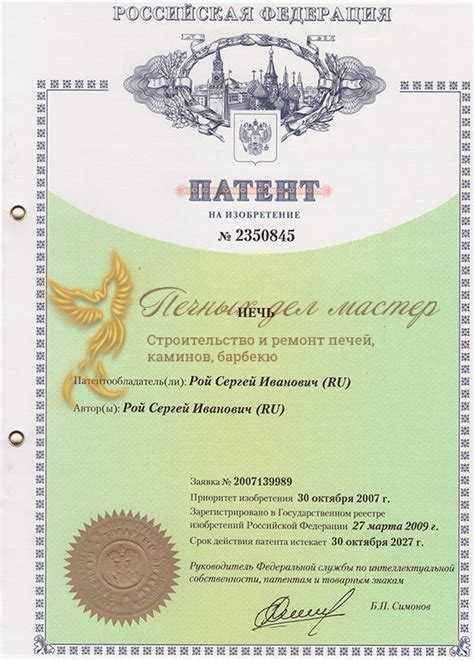 РОССИЙСКАЯ ФЕДЕРАЦИЯ
ПАТЕНТ
НА ИЗОБРЕТЕНИЕ
№ 2350845
ПЕЧЬ
Печных дел мастер
Строительство и ремонт печей,
каминов, барбекю
Патентообладатель(ли): Рой Сергей Иванович (RU)
Автор(ы): Рой Сергей Иванович (RU)
Заявка № 2007139989
Приоритет изобретения 30 октября 2007 г.
Зарегистрировано в Государственном реестре
изобретений Российской Федерации 27 марта 2009 г.
Срок действия патента истекает 30 октября 2027 г.
Руководитель Федеральной службы по интеллектуальной
собственности, патентам и товарным знакам
Б.П. Симонов